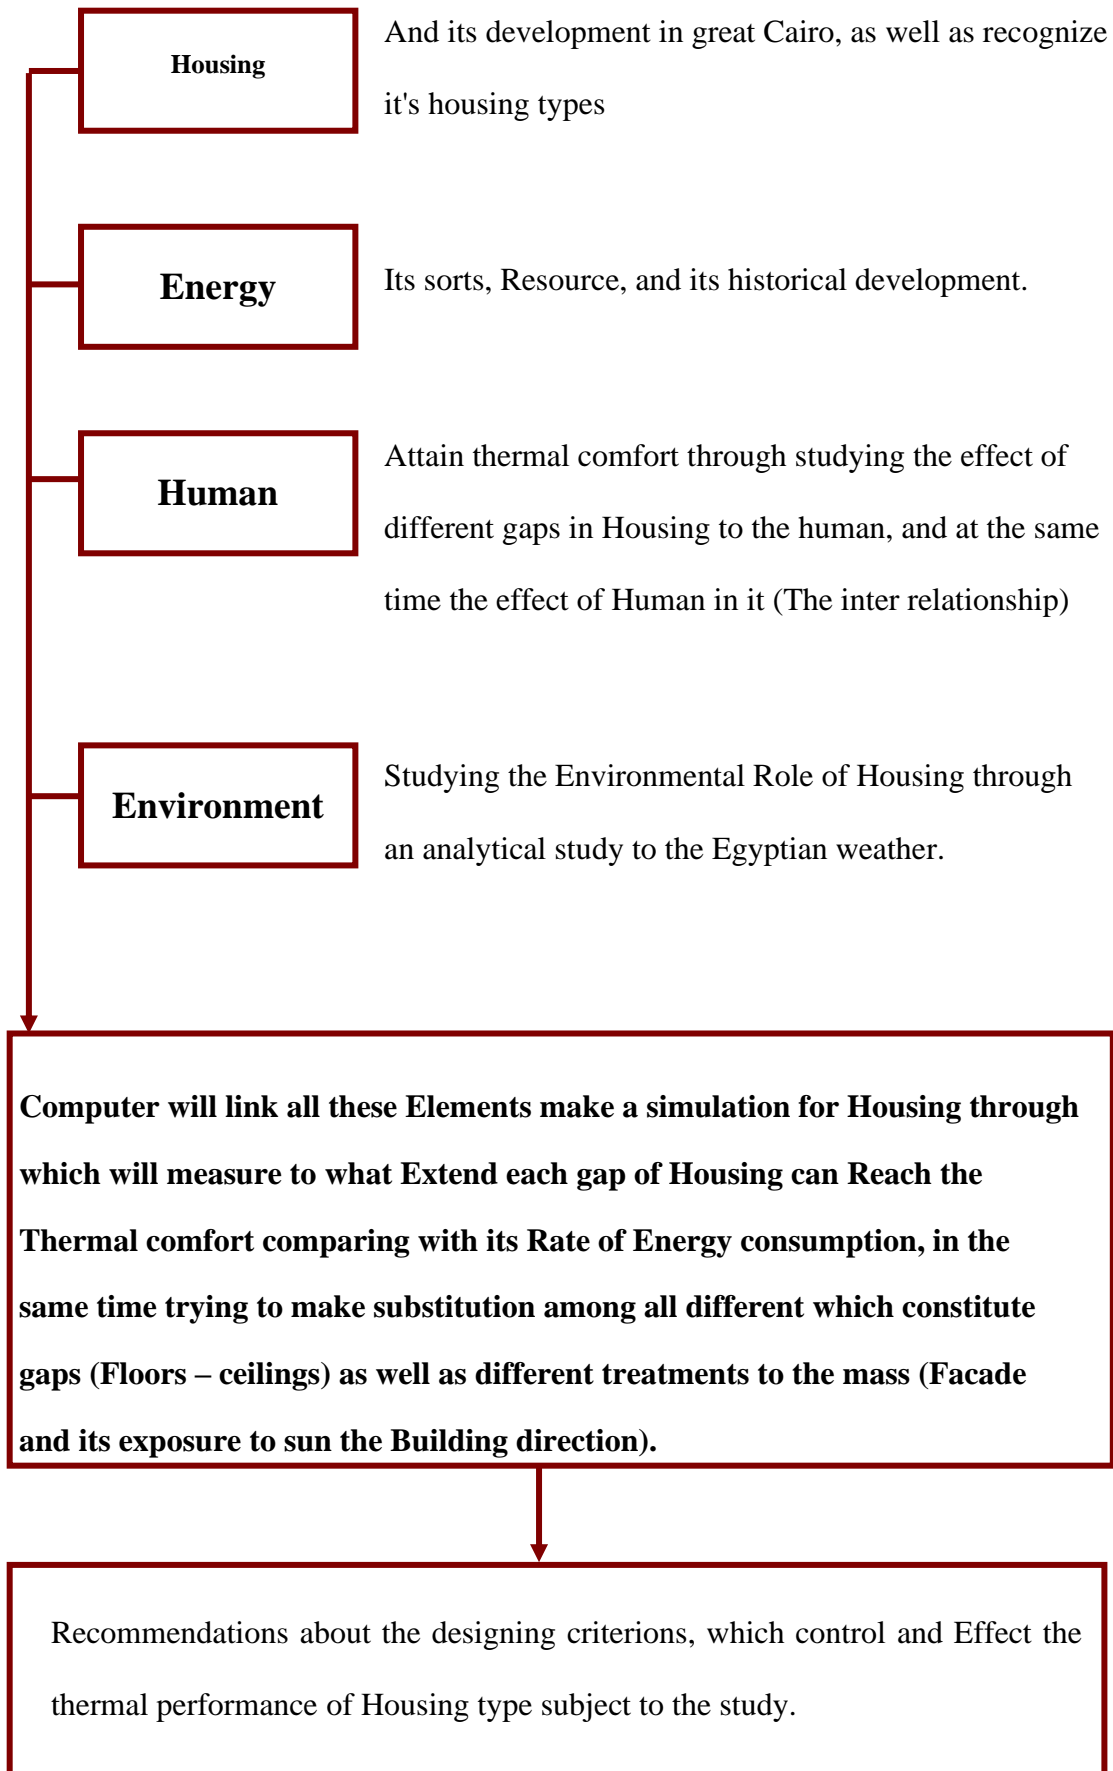 Housing
And its development in great Cairo, as well as recognize
it's housing types
Energy
Its sorts, Resource, and its historical development.
Human
Attain thermal comfort through studying the effect of
different gaps in Housing to the human, and at the same
time the effect of Human in it (The inter relationship)
Environment
Studying the Environmental Role of Housing through
an analytical study to the Egyptian weather.
Computer will link all these Elements make a simulation for Housing through
which will measure to what Extend each gap of Housing can Reach the
Thermal comfort comparing with its Rate of Energy consumption, in the
same time trying to make substitution among all different which constitute
gaps (Floors – ceilings) as well as different treatments to the mass (Facade
and its exposure to sun the Building direction).
Recommendations about the designing criterions, which control and Effect the
thermal performance of Housing type subject to the study.